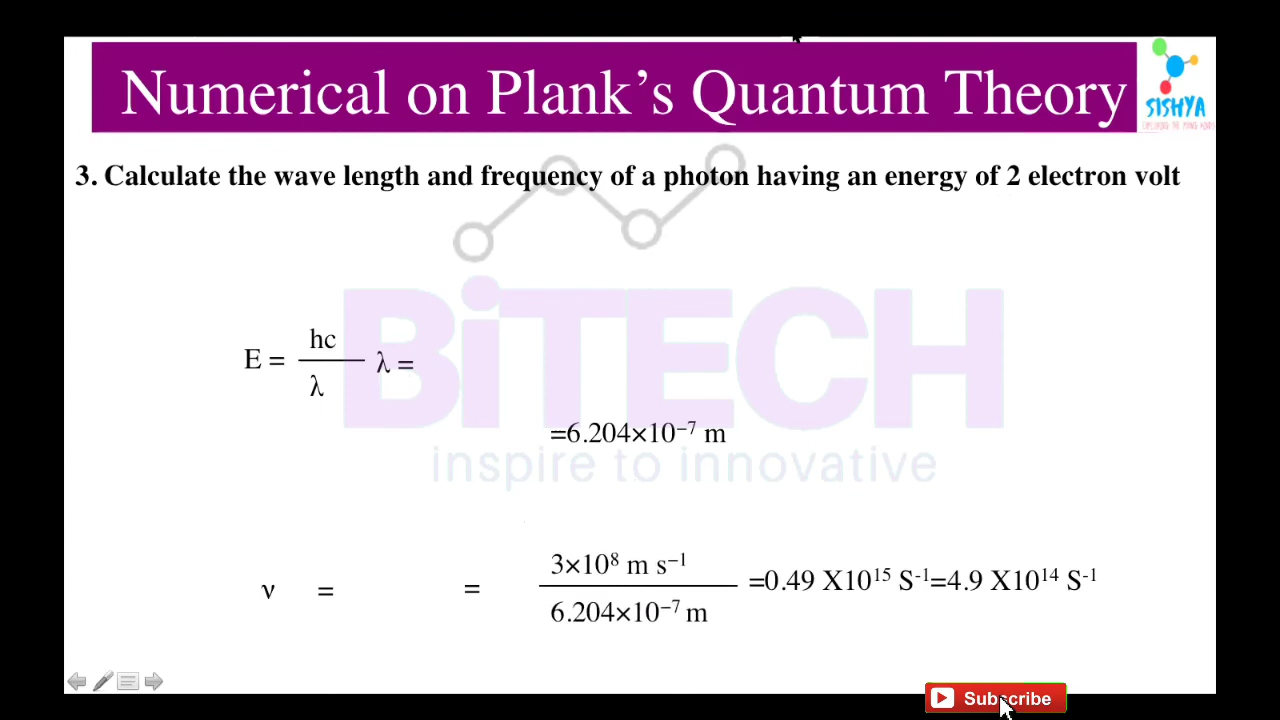 Numerical on Plank's Quantum Theory
SISHYA
3. Calculate the wave length and frequency of a photon having an energy of 2 electron volt
BiTECH
inspire to innovative
E = hc
λ
λ =
=6.204×10⁻⁷ m
ν = =
3×10⁸ m s⁻¹
6.204×10⁻⁷ m
=0.49 X10¹⁵ S⁻¹=4.9 X10¹⁴ S⁻¹
Subscribe